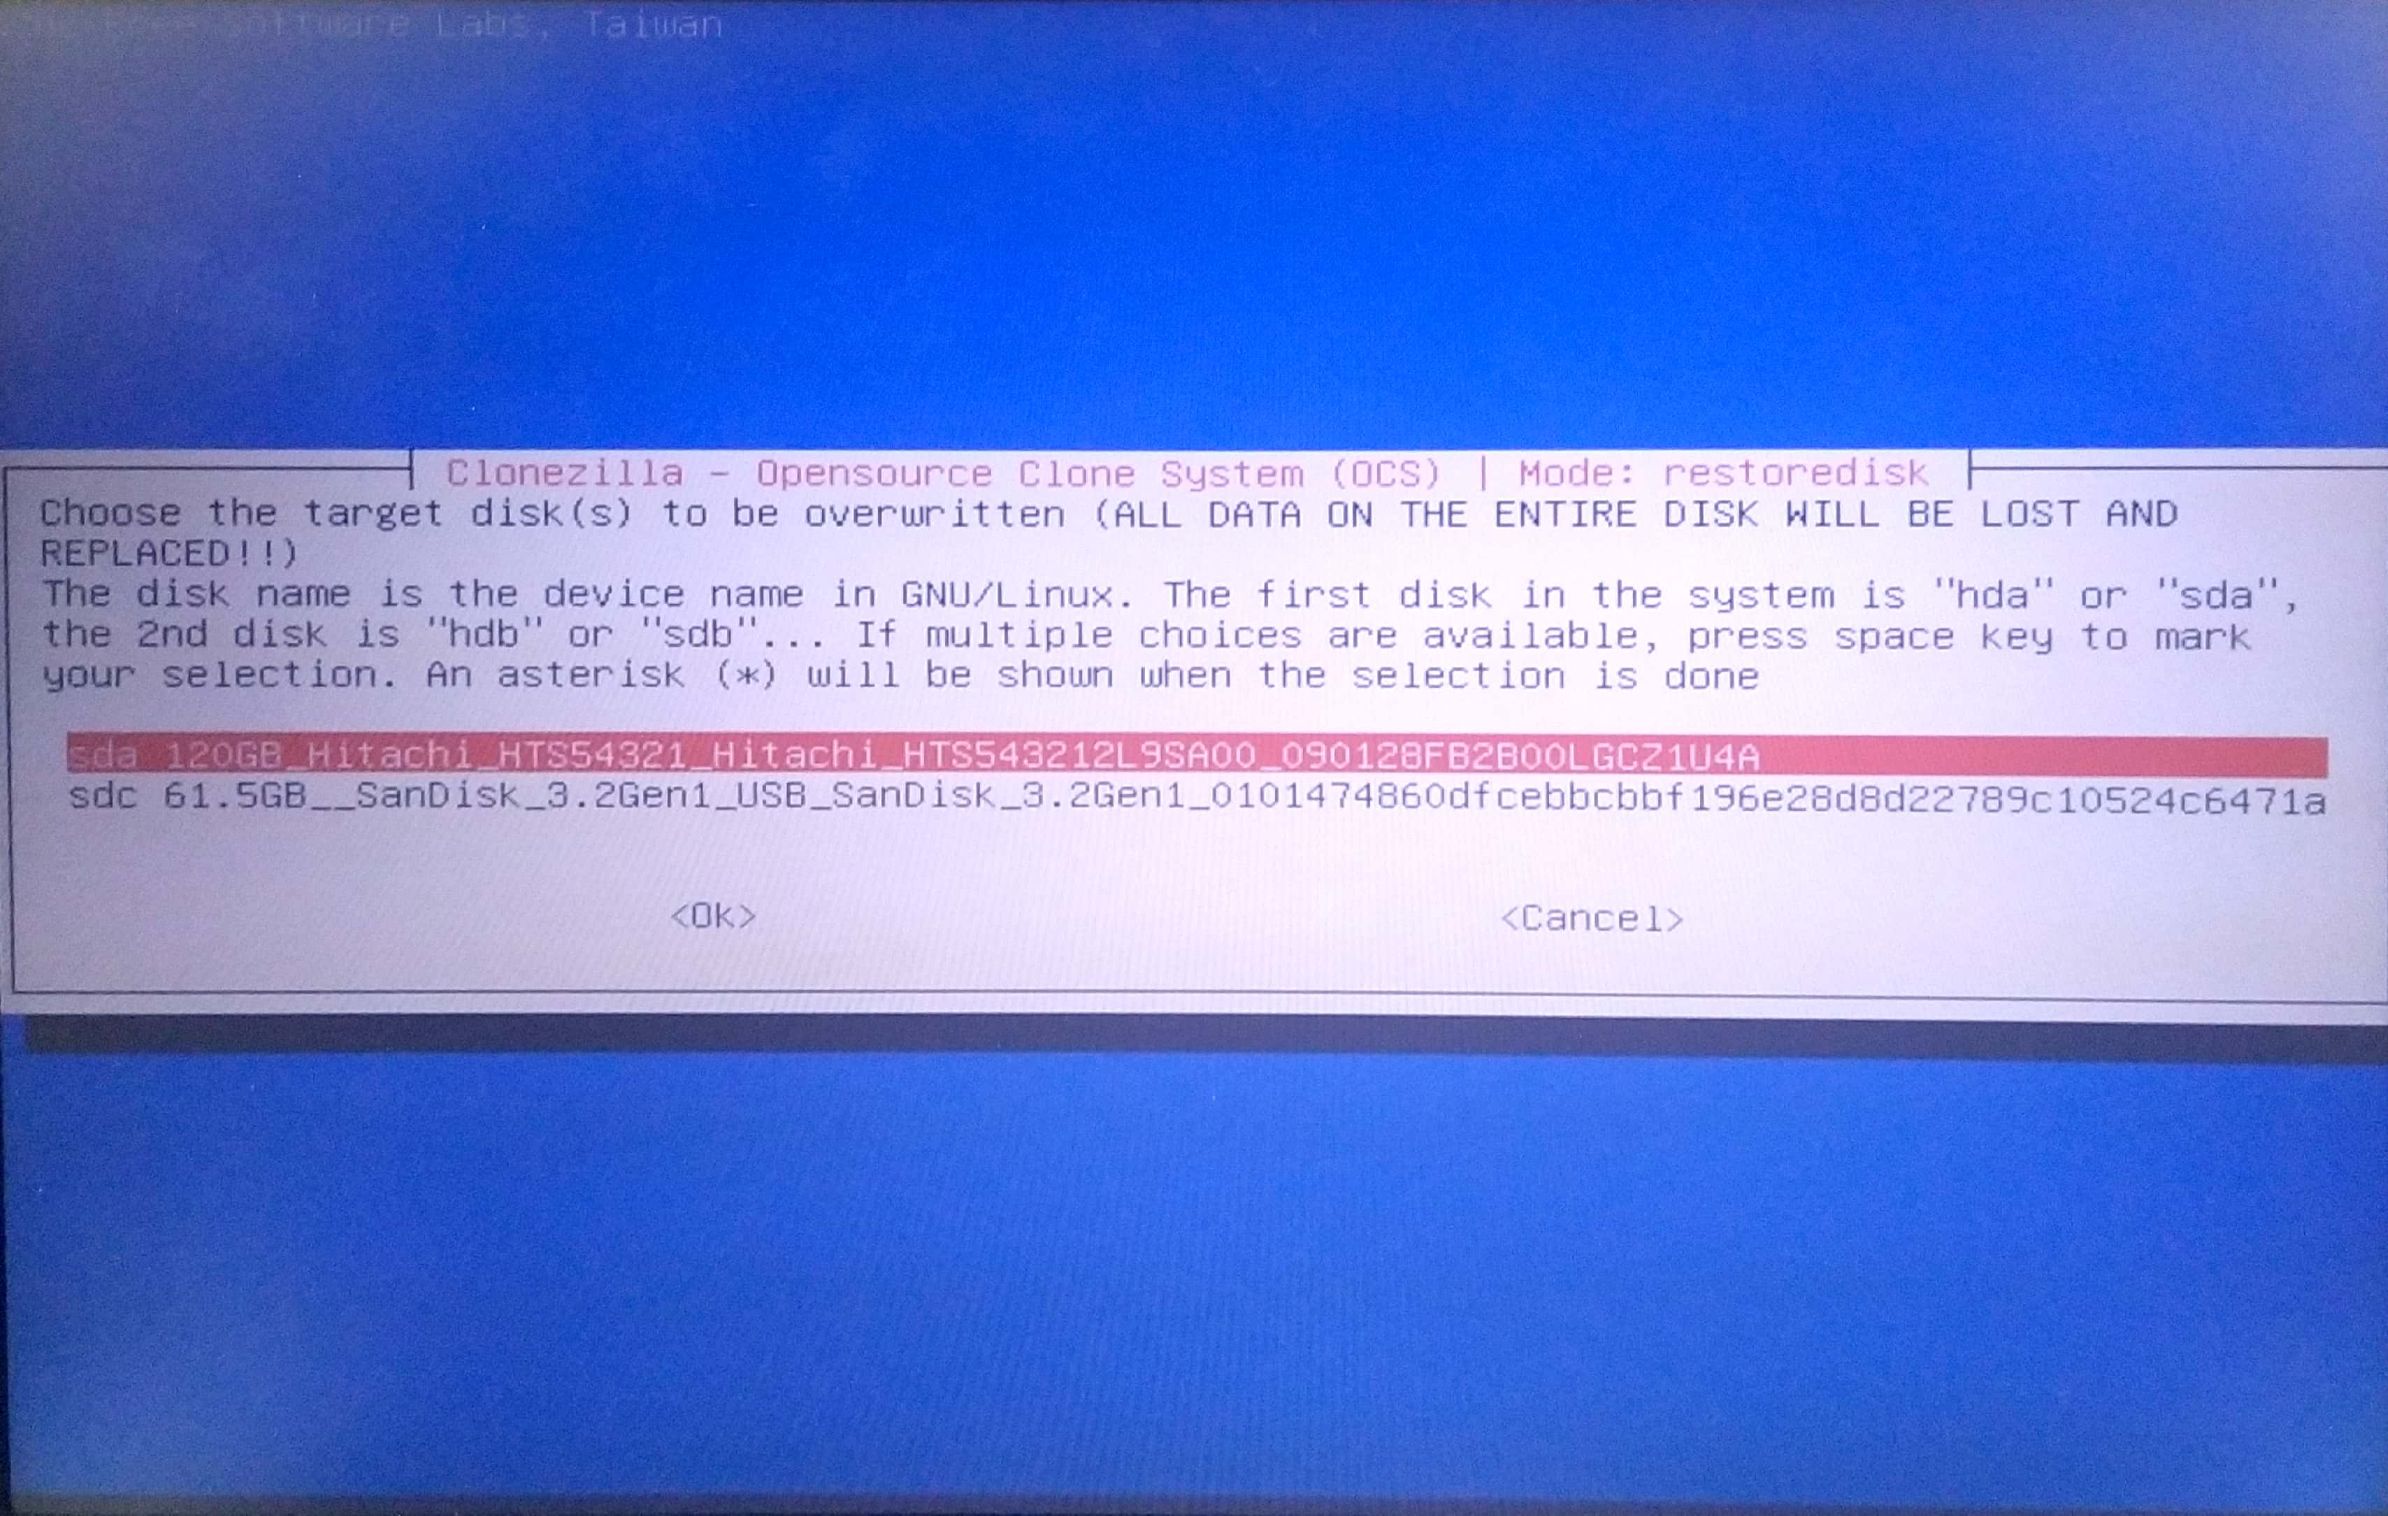 Software Labs, Taiwan
Clonezilla - Opensource Clone System (OCS) | Mode: restoredisk
Choose the target disk(s) to be overwritten (ALL DATA ON THE ENTIRE DISK WILL BE LOST AND
REPLACED!!)
The disk name is the device name in GNU/Linux. The first disk in the system is "hda" or "sda",
the 2nd disk is "hdb" or "sdb"... If multiple choices are available, press space key to mark
your selection. An asterisk (*) will be shown when the selection is done
sda 120GB_Hitachi_HTS54321_Hitachi_HTS543212L9SA00_090128FB2B00LGCZ1U4A
sdc 61.5GB__SanDisk_3.2Gen1_USB_SanDisk_3.2Gen1_0101474860dfcebbcbbf196e28d8d22789c10524c6471a
<Ok> <Cancel>